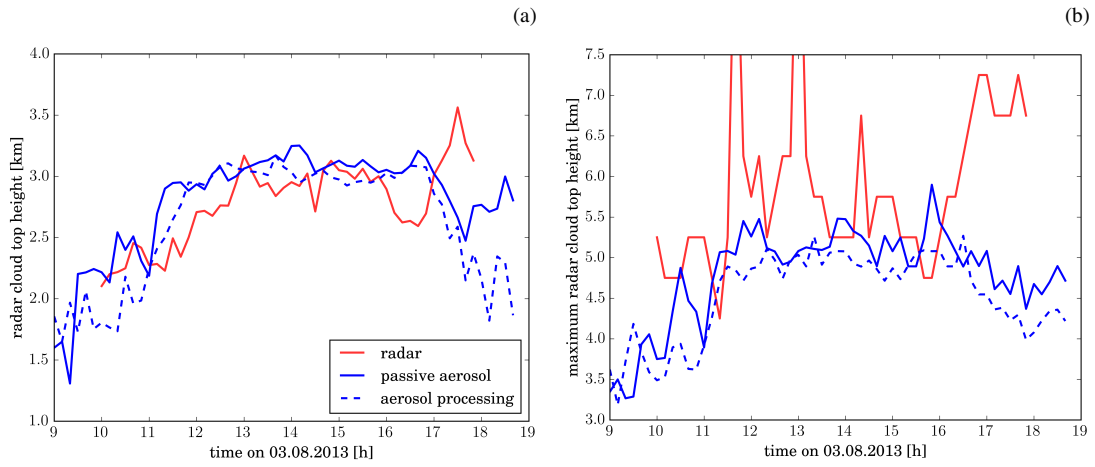 (a)
(b)
radar cloud top height [km]
4.0
3.5
3.0
2.5
2.0
1.5
1.0
radar
passive aerosol
aerosol processing
9 10 11 12 13 14 15 16 17 18 19
time on 03.08.2013 [h]
maximum radar cloud top height [km]
7.5
7.0
6.5
6.0
5.5
5.0
4.5
4.0
3.5
3.0
9 10 11 12 13 14 15 16 17 18 19
time on 03.08.2013 [h]